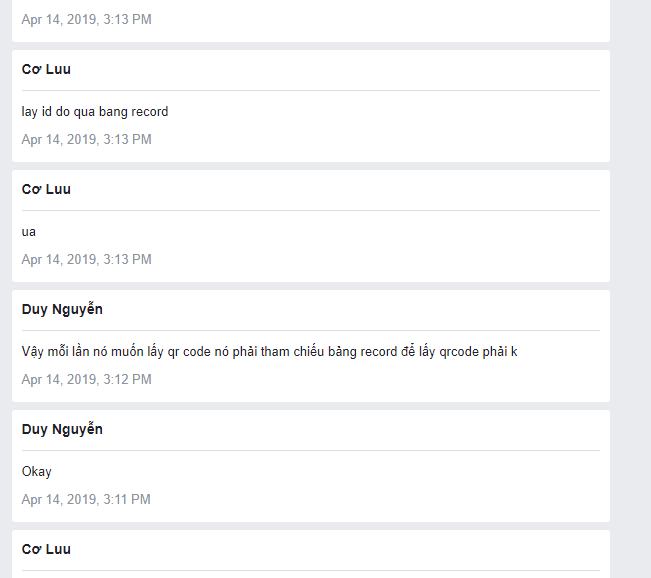 Apr 14, 2019, 3:13 PM
Cơ Luu
lay id do qua bang record
Apr 14, 2019, 3:13 PM
Cơ Luu
ua
Apr 14, 2019, 3:13 PM
Duy Nguyễn
Vậy mỗi lần nó muốn lấy qr code nó phải tham chiếu bảng record để lấy qrcode phải k
Apr 14, 2019, 3:12 PM
Duy Nguyễn
Okay
Apr 14, 2019, 3:11 PM
Cơ Luu